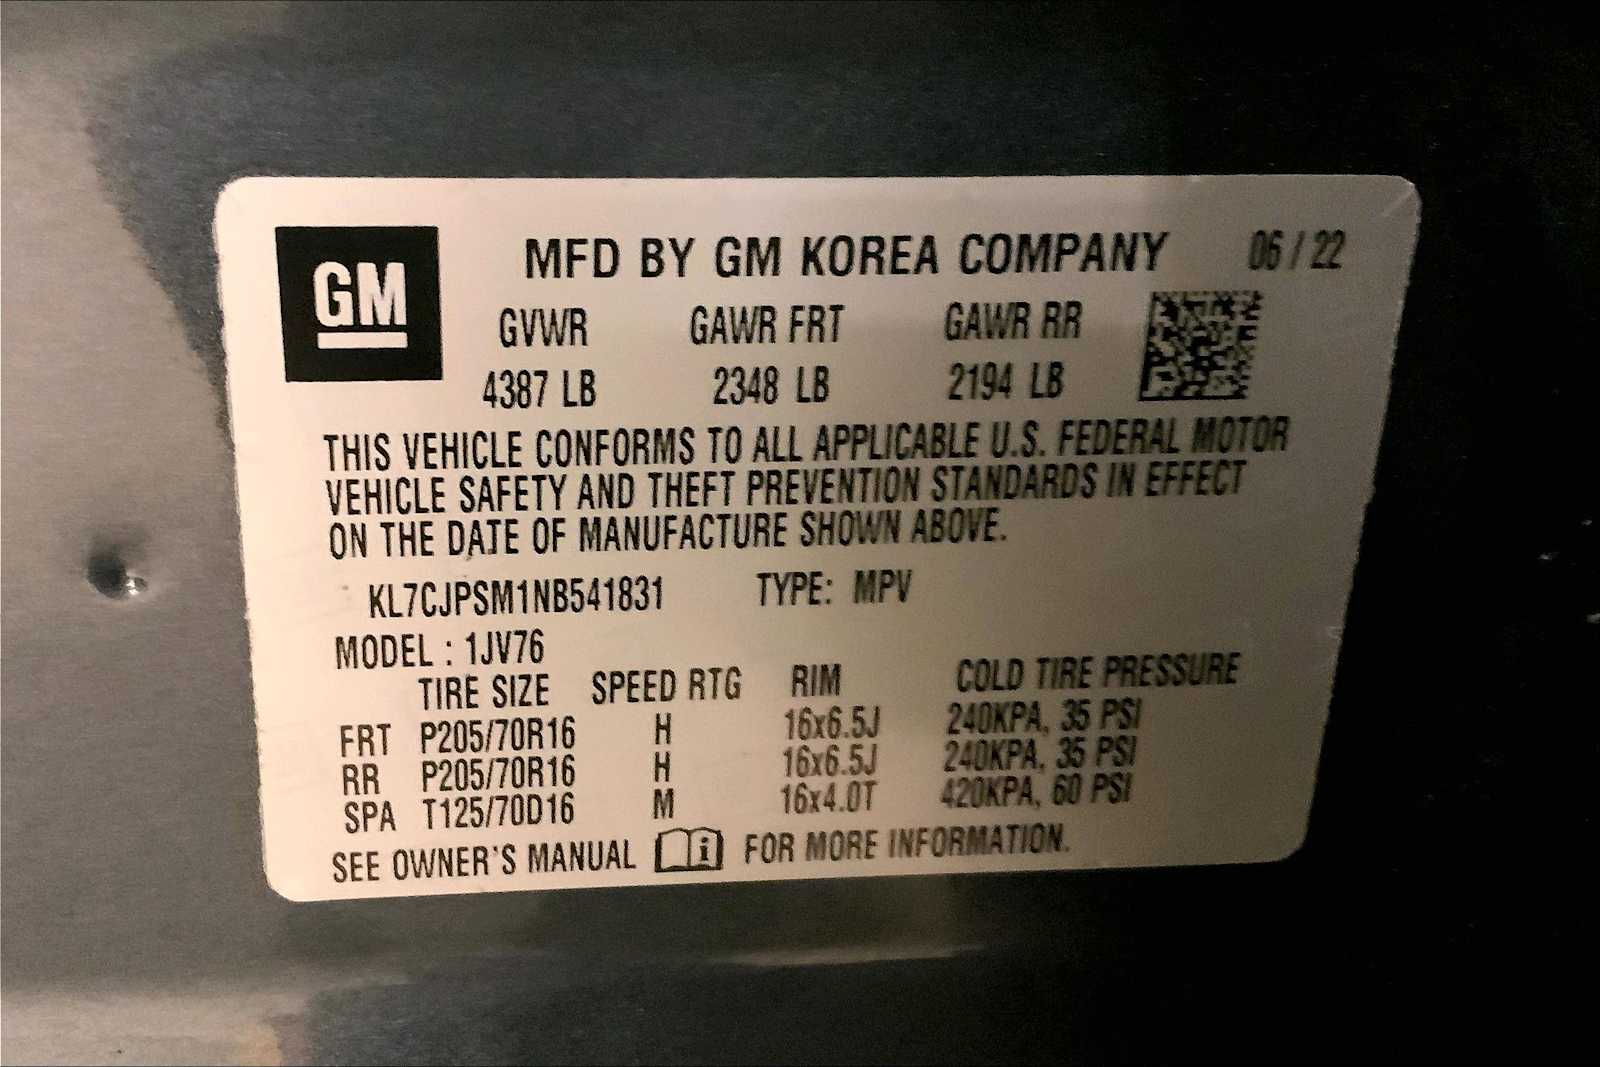 GM
MFD BY GM KOREA COMPANY 06 / 22
GVWR GAWR FRT GAWR RR
4387 LB 2348 LB 2194 LB
THIS VEHICLE CONFORMS TO ALL APPLICABLE U.S. FEDERAL MOTOR
VEHICLE SAFETY AND THEFT PREVENTION STANDARDS IN EFFECT
ON THE DATE OF MANUFACTURE SHOWN ABOVE.
KL7CJPSM1NB541831 TYPE: MPV
MODEL : 1JV76
TIRE SIZE SPEED RTG RIM COLD TIRE PRESSURE
FRT P205/70R16 H 16x6.5J 240KPA, 35 PSI
RR P205/70R16 H 16x6.5J 240KPA, 35 PSI
SPA T125/70D16 M 16x4.0T 420KPA, 60 PSI
SEE OWNER'S MANUAL i FOR MORE INFORMATION.